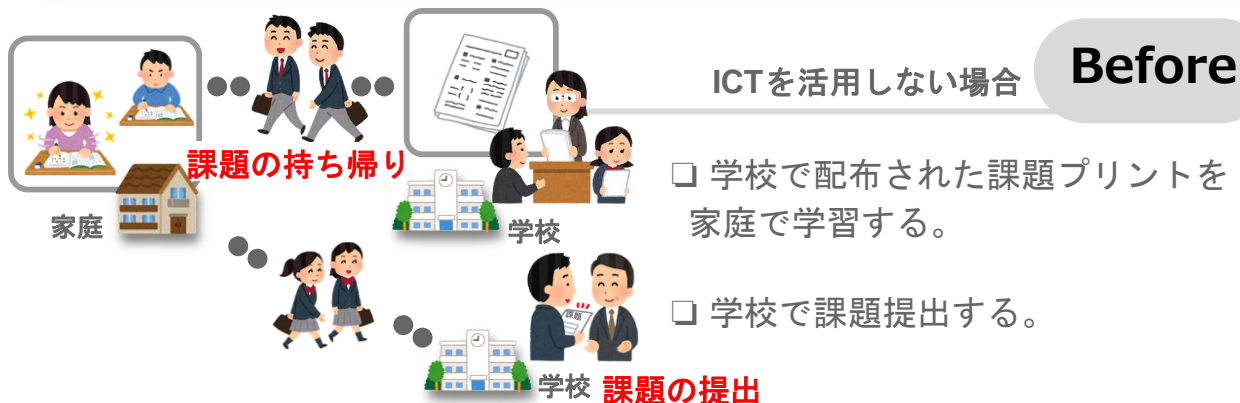 Before
ICTを活用しない場合
課題の持ち帰り
家庭
学校
❏ 学校で配布された課題プリントを
家庭で学習する。
❏ 学校で課題提出する。
課題
学校
課題の提出